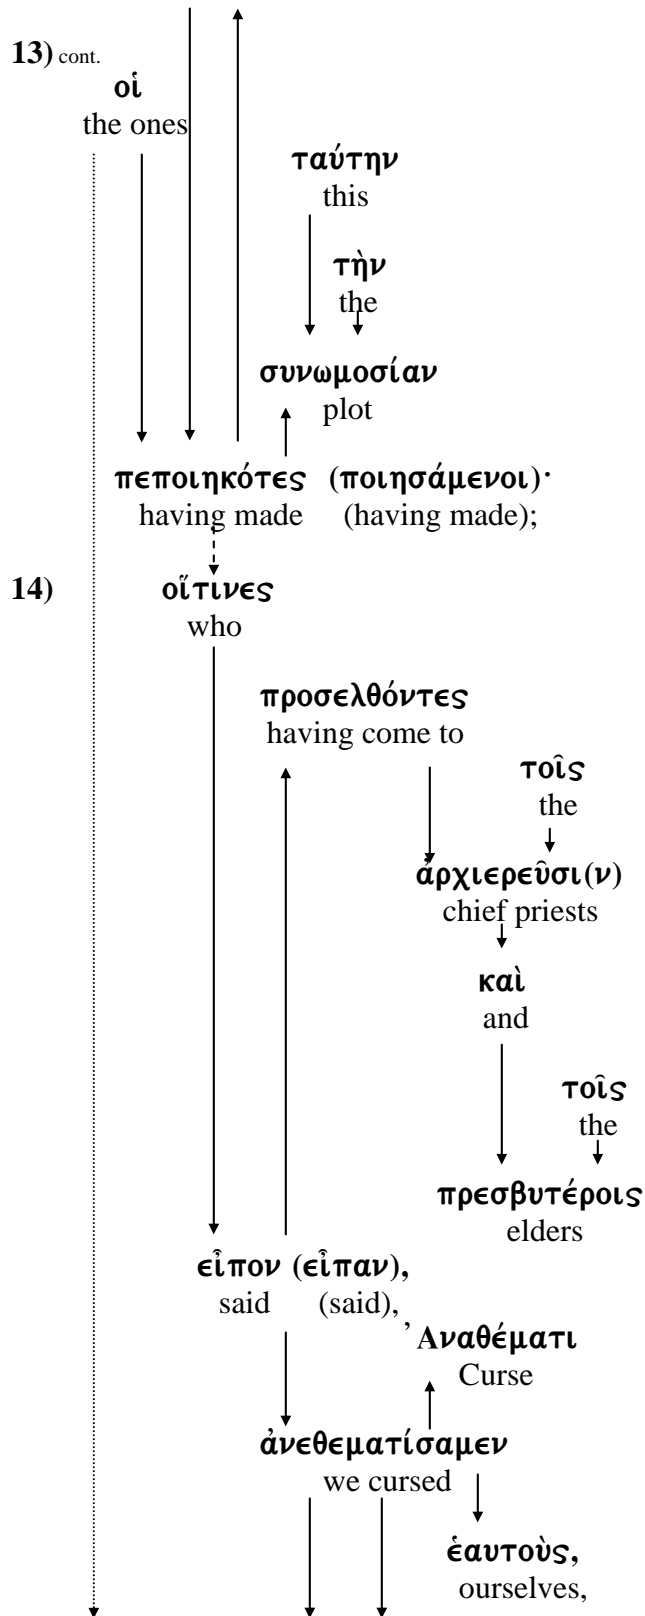 13) cont.
οἱ
the ones
ταύτην
this
τὴν
the
συνωμοσίαν
plot
πεποιηκότες (ποιησάμενοι)·
having made (having made);
14) οἵτινες
who
προσελθόντες
having come to
τοῖς
the
ἀρχιερεῦσι(ν)
chief priests
καὶ
and
τοῖς
the
πρεσβυτέροις
elders
εἶπον (εἶπαν),
said (said),
Ἀναθέματι
Curse
ἀνεθεματίσαμεν
we cursed
ἑαυτοὺς,
ourselves,